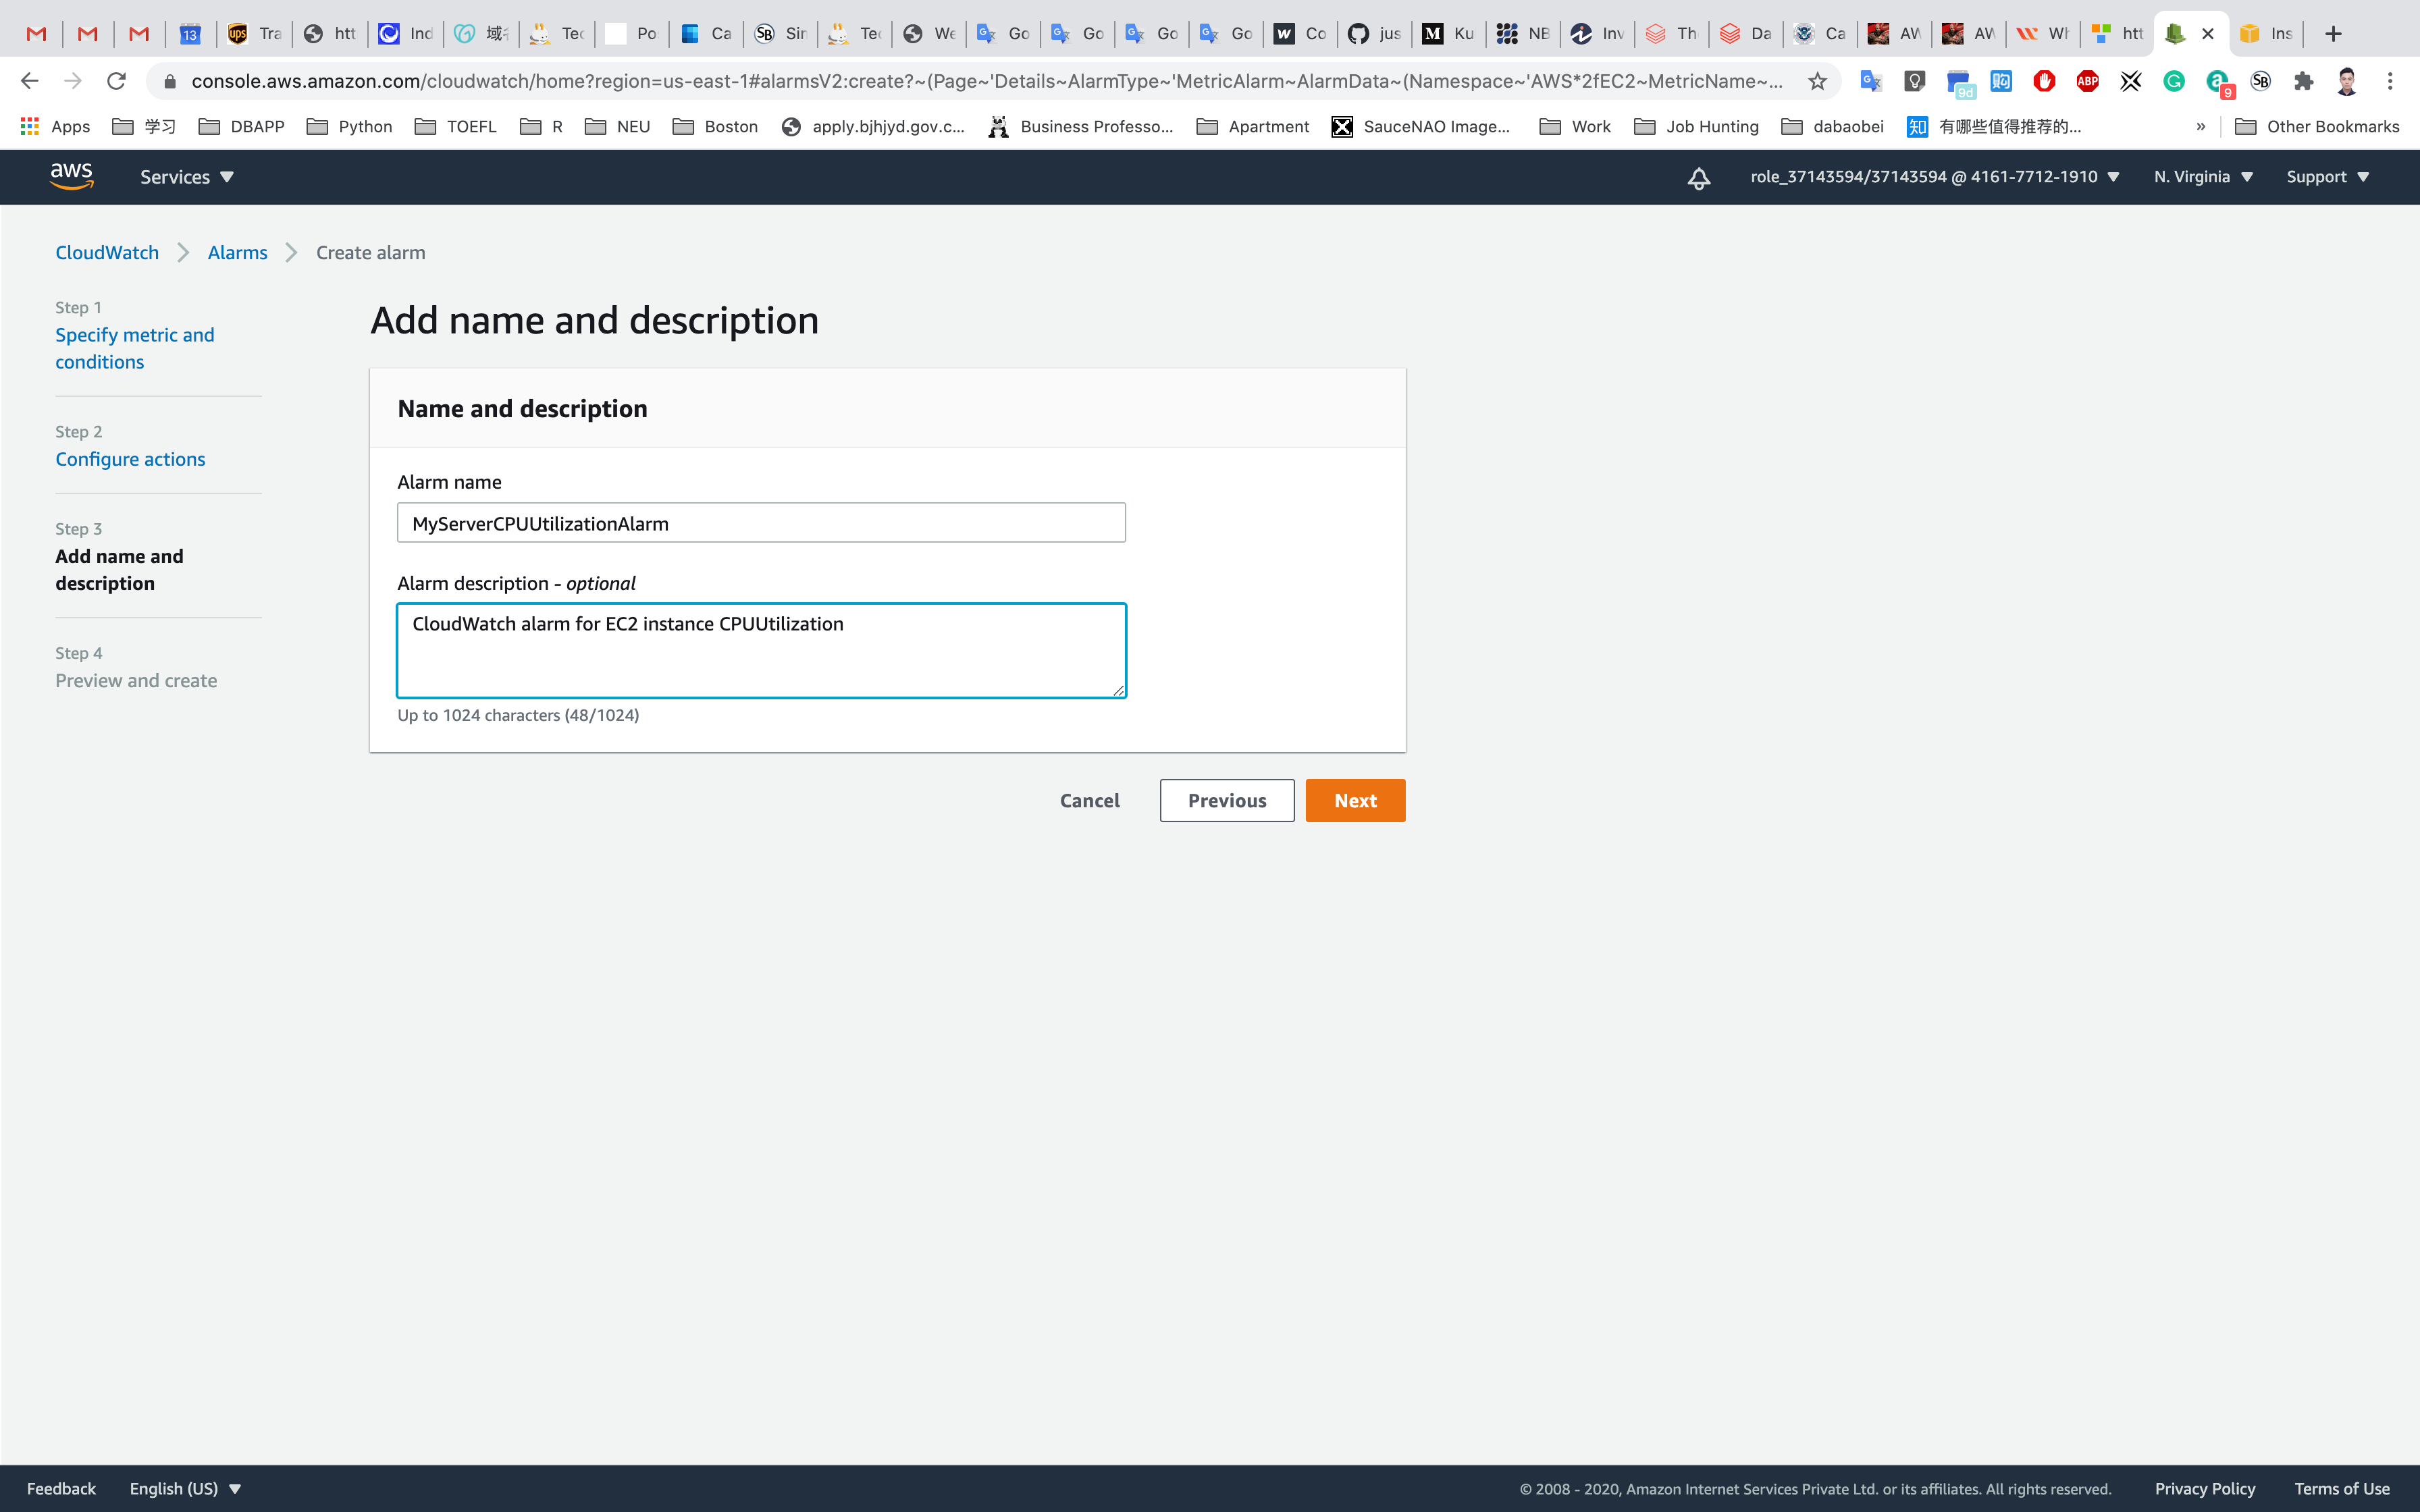 13
Tra
htt
Ind
Tec
Po
Ca
Sin
Tec
We
Go
Go
Go
Go
Co
jus
Ku
NB
Inv
Th
Da
Ca
AW
AW
Wh
htt
Ins
console.aws.amazon.com/cloudwatch/home?region=us-east-1#alarmsV2:create?~(Page~'Details~AlarmType~'MetricAlarm~AlarmData~(Namespace~'AWS*2fEC2~MetricName~...
9d
ABP
9
Apps
学习
DBAPP
Python
TOEFL
R
NEU
Boston
apply.bjhjyd.gov.c...
Business Professo...
Apartment
SauceNAO Image...
Work
Job Hunting
dabaobei
知 有哪些值得推荐的...
»
Other Bookmarks
aws
Services
role_37143594/37143594 @ 4161-7712-1910
N. Virginia
Support
CloudWatch
Alarms
Create alarm
Step 1
Specify metric and
conditions
Step 2
Configure actions
Step 3
Add name and
description
Step 4
Preview and create
Add name and description
Name and description
Alarm name
MyServerCPUUtilizationAlarm
Alarm description - optional
CloudWatch alarm for EC2 instance CPUUtilization
Up to 1024 characters (48/1024)
Cancel
Previous
Next
Feedback
English (US)
© 2008 - 2020, Amazon Internet Services Private Ltd. or its affiliates. All rights reserved.
Privacy Policy
Terms of Use